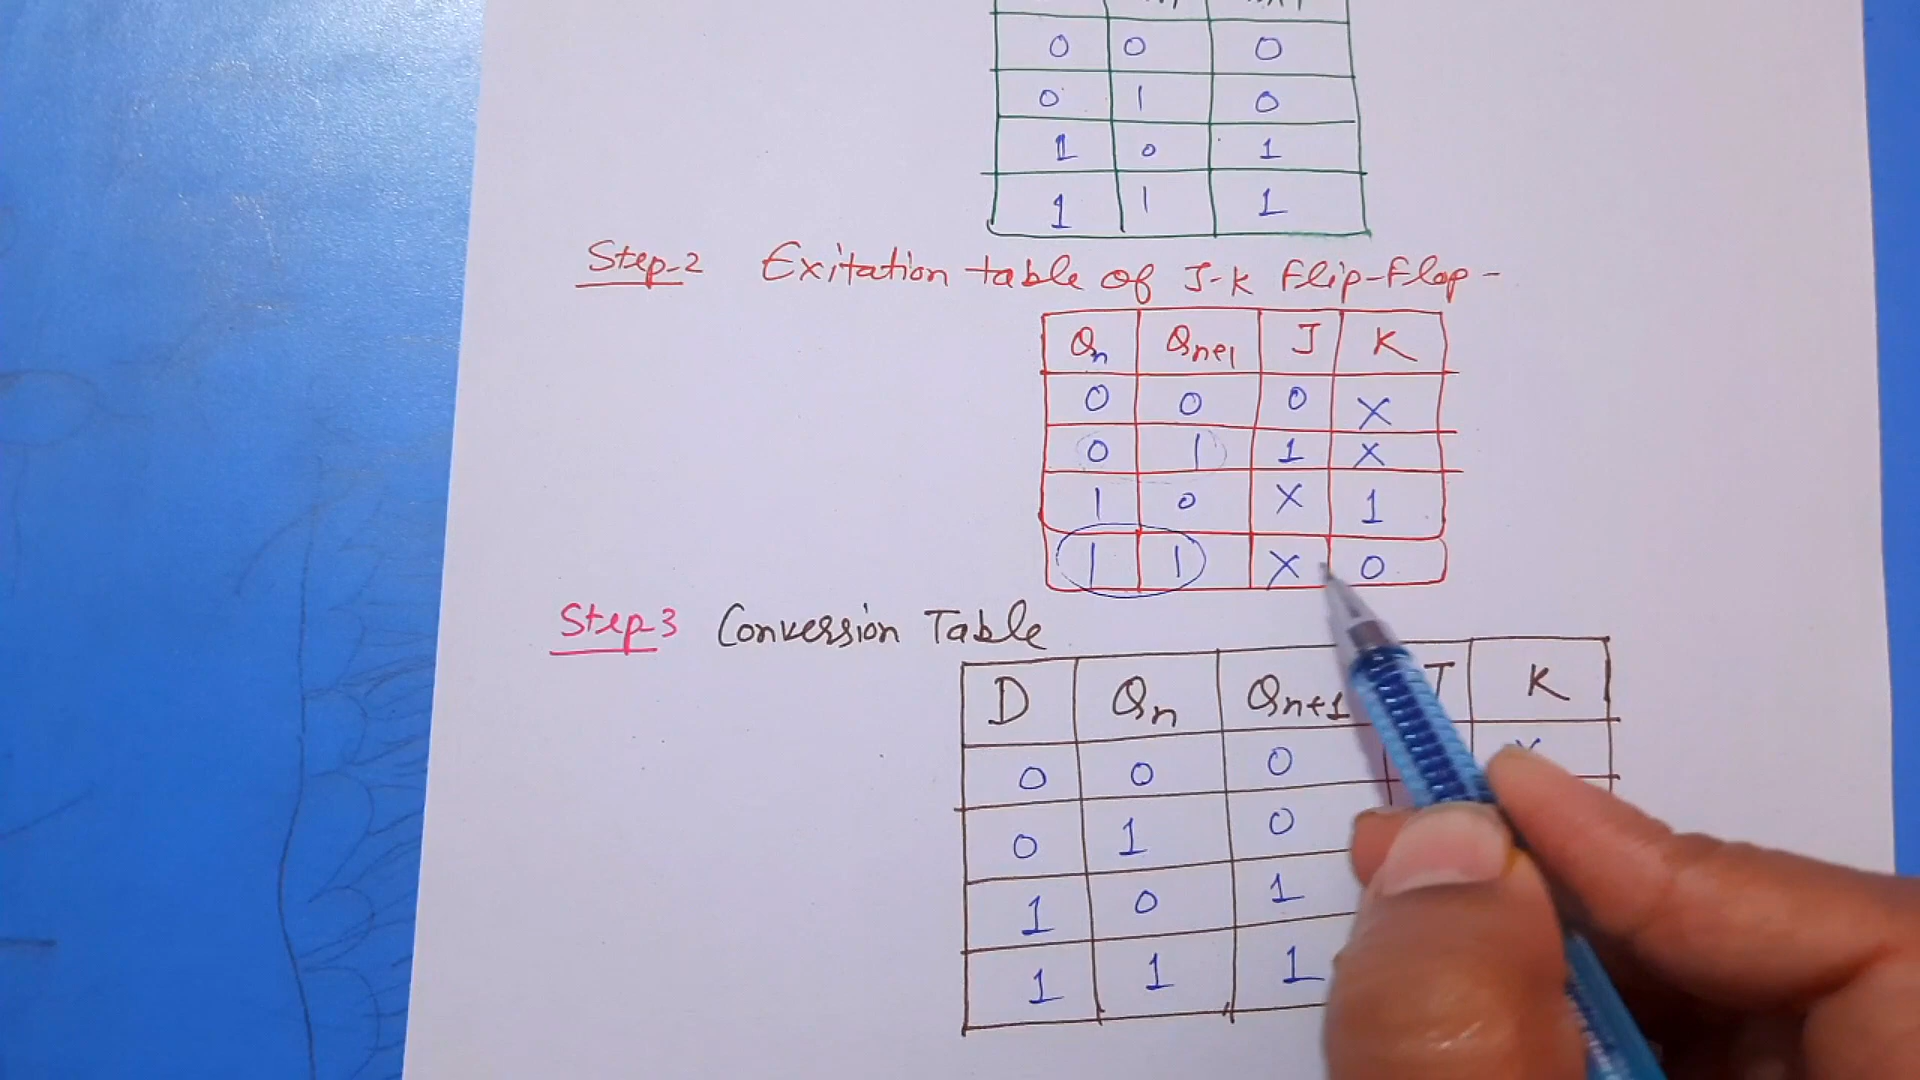 0 0 0
0 1 0
1 0 1
1 1 1
Step-2 Exitation table of J-K Flip-Flop -
Qn Qn+1 J K
0 0 0 X
0 1 1 X
1 0 X 1
1 1 X 0
Step-3 Conversion Table
D Qn Qn+1 J K
0 0 0 X
0 1 0
1 0 1
1 1 1